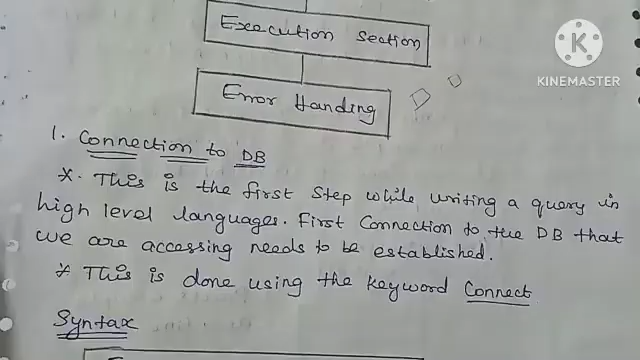 Execution Section
KINEMASTER
Error Handing
1. Connection to DB
*. This is the first step while writing a query in
high level languages. First Connection to the DB that
we are accessing needs to be established.
* This is done using the keyword Connect
Syntax